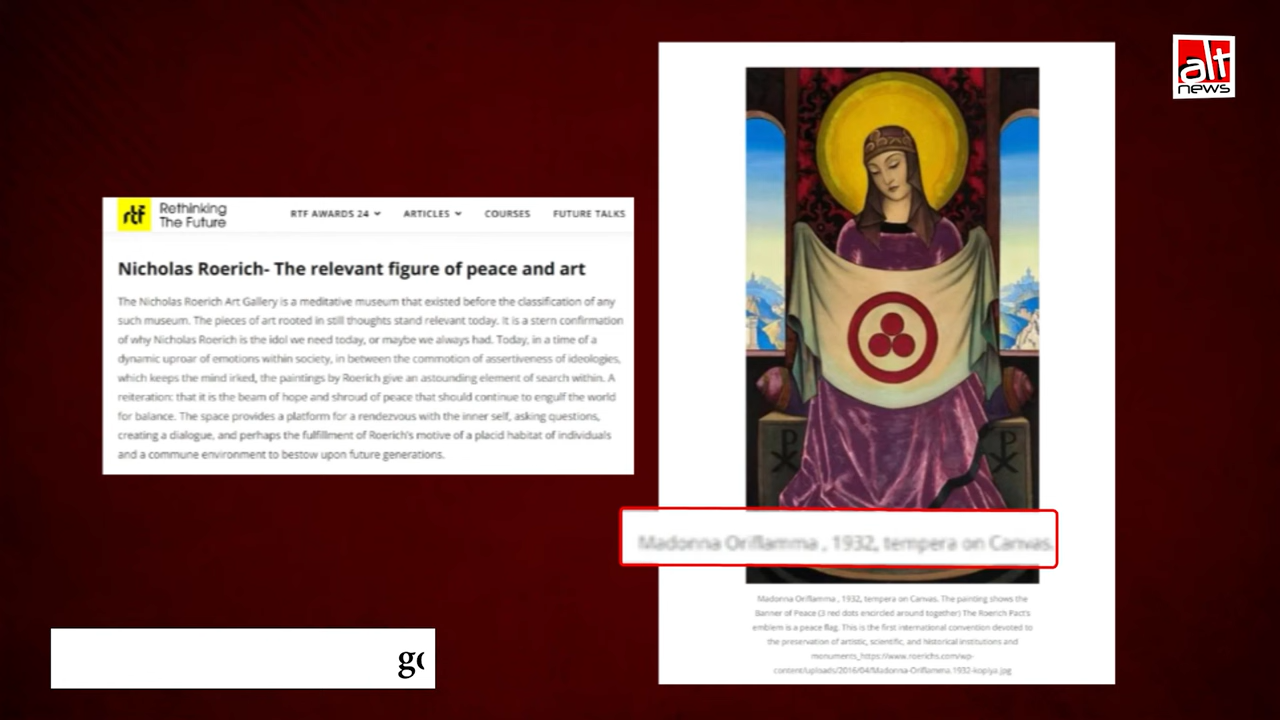 alt
news
rtf
Rethinking
The Future
RTF AWARDS 24
ARTICLES
COURSES
FUTURE TALKS
Nicholas Roerich- The relevant figure of peace and art
The Nicholas Roerich Art Gallery is a meditative museum that existed before the classification of any
such museum. The pieces of art rooted in still thoughts stand relevant today. It is a stern confirmation
of why Nicholas Roerich is the idol we need today, or maybe we always had. Today, in a time of a
dynamic uproar of emotions within society, in between the commotion of assertiveness of ideologies,
which keeps the mind irked, the paintings by Roerich give an astounding element of search within. A
reiteration: that it is the beam of hope and shroud of peace that should continue to engulf the world
for balance. The space provides a platform for a rendezvous with the inner self, asking questions,
creating a dialogue, and perhaps the fulfillment of Roerich's motive of a placid habitat of individuals
and a commune environment to bestow upon future generations.
Madonna Oriflamma , 1932, tempera on Canvas.
Madonna Oriflamma , 1932, tempera on Canvas. The painting shows the
Banner of Peace (3 red dots encircled around together) The Roerich Pact's
emblem is a peace flag. This is the first international convention devoted to
the preservation of artistic, scientific, and historical institutions and
monuments_https://www.roerichs.com/wp-
content/uploads/2016/04/Madonna-Oriflamma.1932-kopiya.jpg